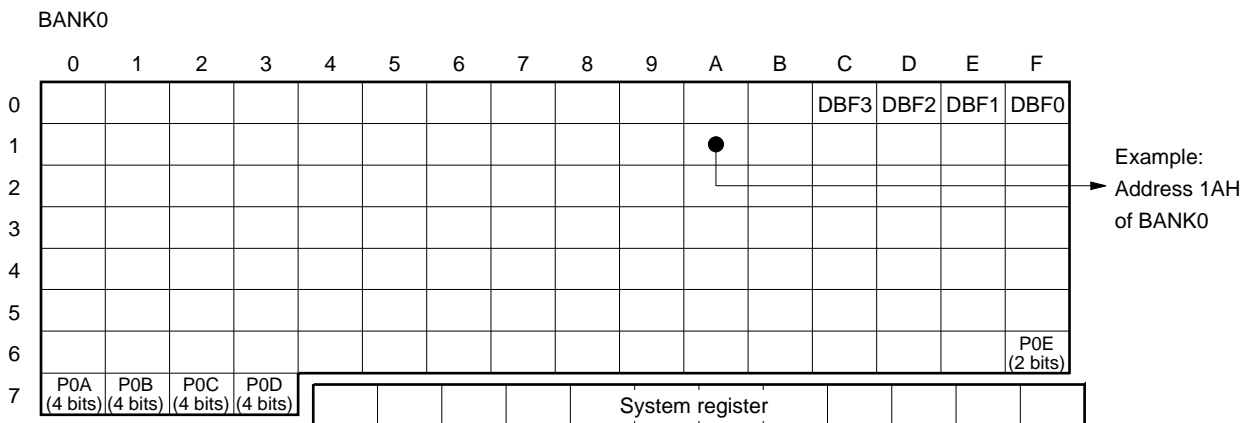 BANK0
0 1 2 3 4 5 6 7 8 9 A B C D E F
0 DBF3 DBF2 DBF1 DBF0
1
2
3
4
5
6 P0E
(2 bits)
7 P0A P0B P0C P0D
(4 bits) (4 bits) (4 bits) (4 bits)
System register
Example:
Address 1AH
of BANK0